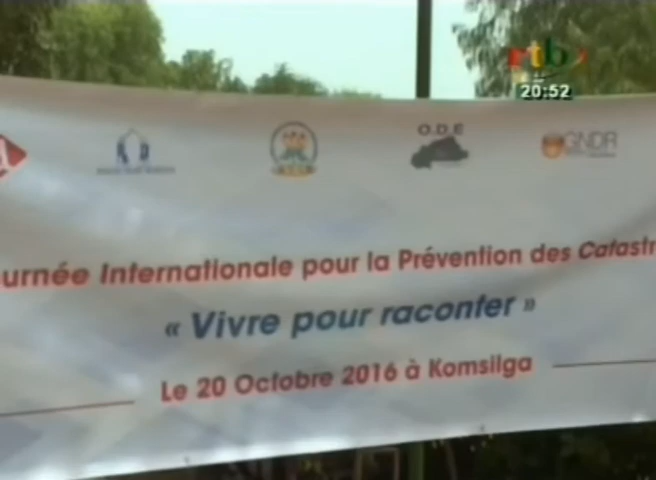 rtb
20:52
O.D.E
GNDR
urnée Internationale pour la Prévention des Catastr
« Vivre pour raconter »
Le 20 Octobre 2016 à Komsilga